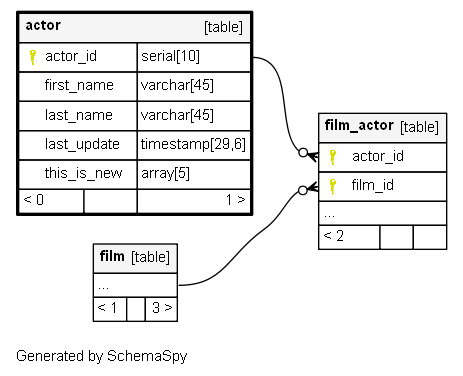 actor [table]
actor_id serial[10]
first_name varchar[45]
last_name varchar[45]
last_update timestamp[29,6]
this_is_new array[5]
< 0 1 >
film_actor [table]
actor_id
film_id
...
< 2
film [table]
...
< 1 3 >
Generated by SchemaSpy